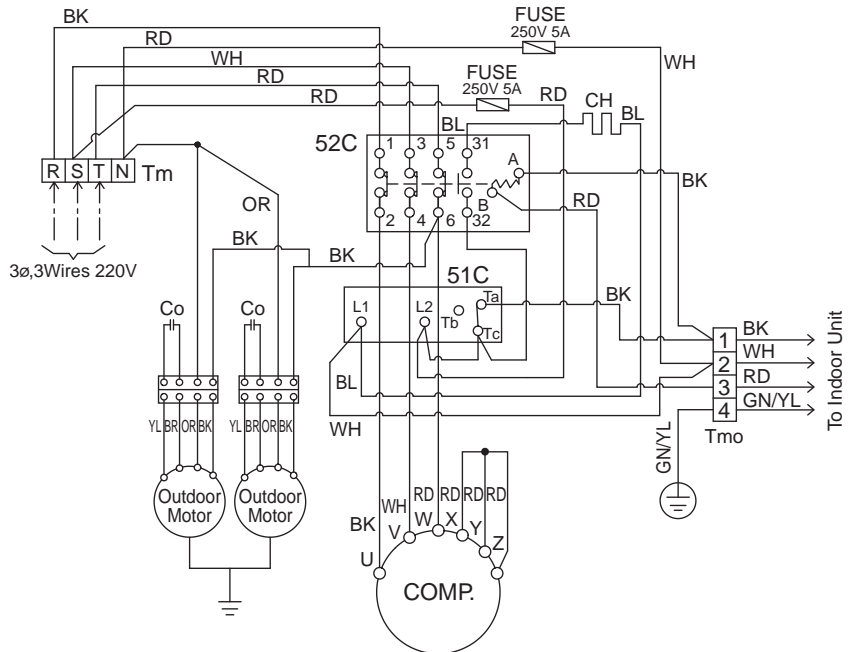 BK
RD
WH
RD
RD
FUSE
250V 5A
WH
FUSE
250V 5A
RD
CH
BL
BL
52C
1
3
5
31
A
B
2
4
6
32
BK
RD
R S T N Tm
OR
BK
BK
3ø,3Wires 220V
51C
L1
L2
Ta
Tb
Tc
BK
Co
Co
BL
WH
1
2
3
4
Tmo
BK
WH
RD
GN/YL
To Indoor Unit
GN/YL
YL BR OR BK
YL BR OR BK
Outdoor
Motor
Outdoor
Motor
BK
WH
RD
RD
RD
RD
U
V
W
X
Y
Z
COMP.